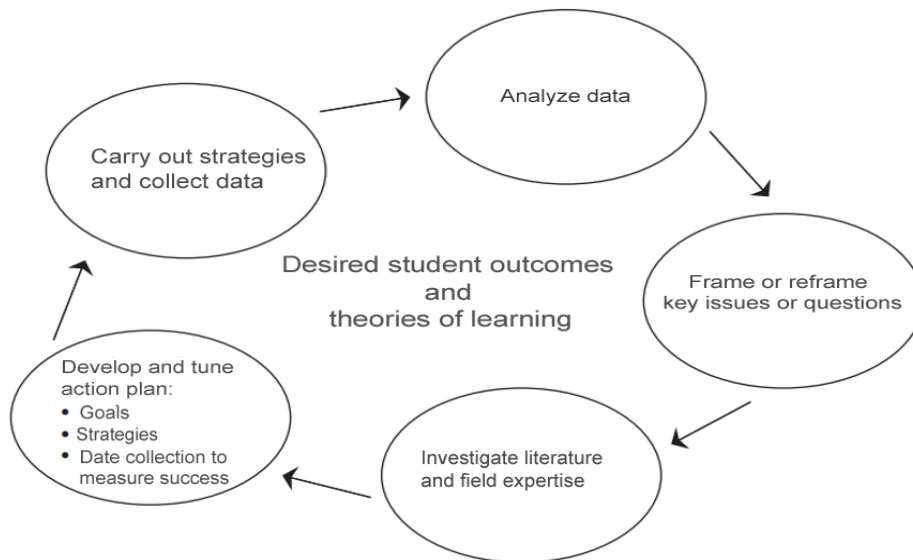 Analyze data
Carry out strategies
and collect data
Desired student outcomes
and
theories of learning
Frame or reframe
key issues or questions
Develop and tune
action plan:
• Goals
• Strategies
• Date collection to
measure success
Investigate literature
and field expertise